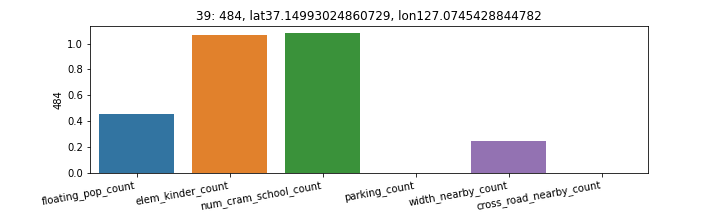 39: 484, lat37.14993024860729, lon127.0745428844782
1.0
0.8
0.6
0.4
0.2
0.0
484
floating_pop_count
elem_kinder_count
num_cram_school_count
parking_count
width_nearby_count
cross_road_nearby_count